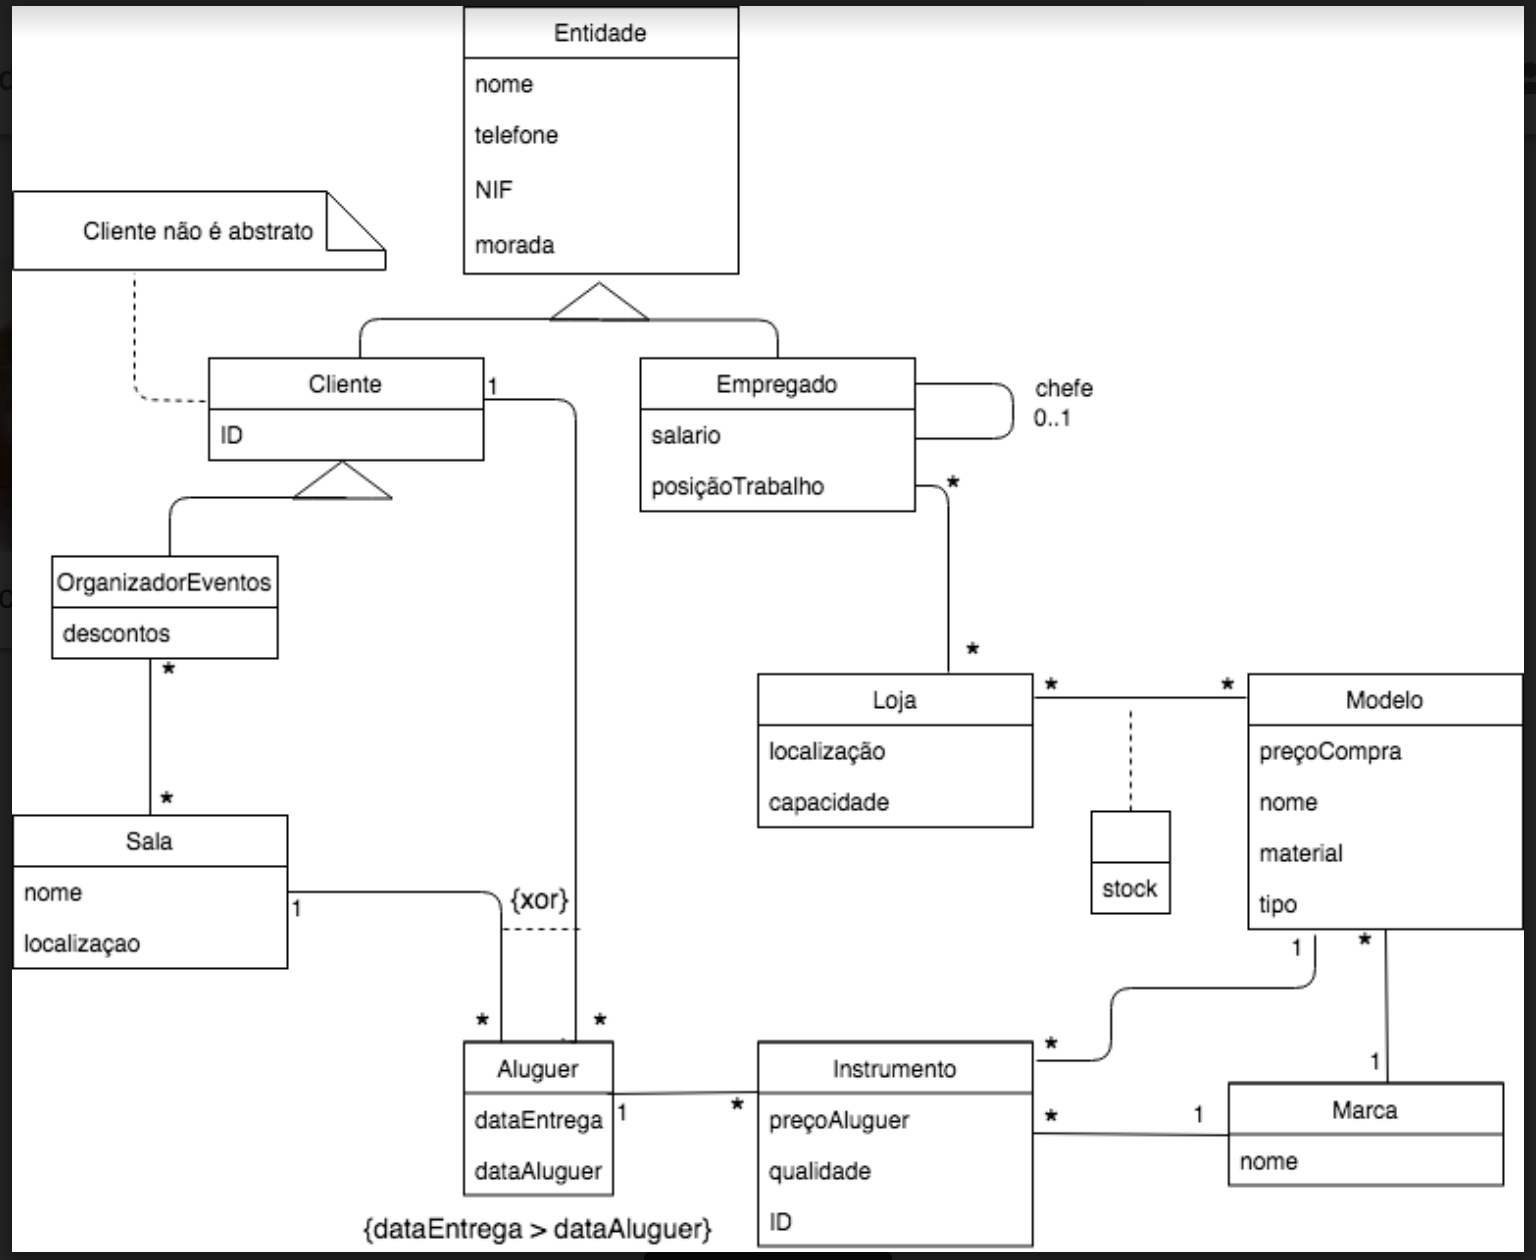 Entidade
nome
telefone
NIF
morada
Cliente não é abstrato
Cliente
ID
1
Empregado
salario
posiçãoTrabalho
chefe
0..1
*
*
OrganizadorEventos
descontos
*
*
Sala
nome
localizaçao
1
{xor}
*
*
Loja
localização
capacidade
*
*
stock
Modelo
preçoCompra
nome
material
tipo
1
*
*
1
Aluguer
dataEntrega
dataAluguer
1
*
{dataEntrega > dataAluguer}
Instrumento
preçoAluguer
qualidade
ID
*
1
Marca
nome